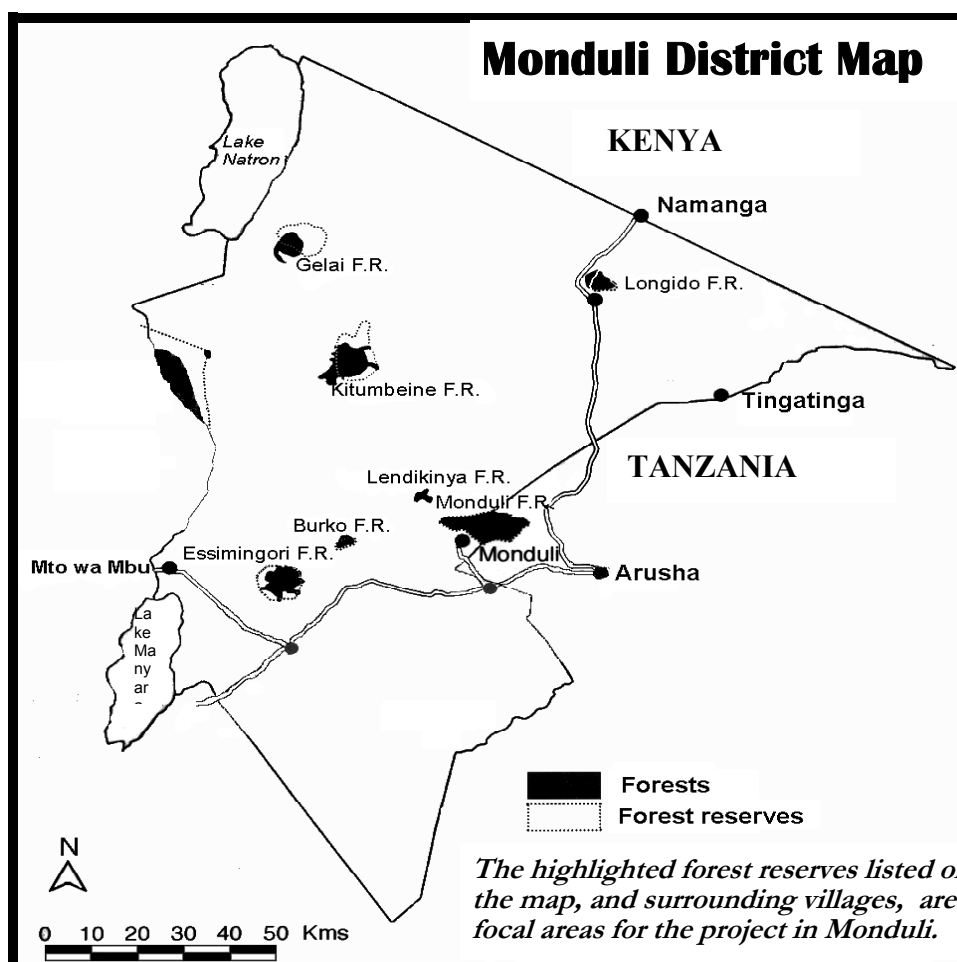 Monduli District Map
KENYA
Lake
Natron
Namanga
Gelai F.R.
Longido F.R.
Kitumbeine F.R.
Tingatinga
TANZANIA
Lendikinya F.R.
Monduli F.R.
Burko F.R.
Essimingori F.R.
Monduli
Mto wa Mbu
Arusha
La
ke
Ma
ny
ar
Forests
Forest reserves
N
The highlighted forest reserves listed
the map, and surrounding villages, are
focal areas for the project in Monduli.
0 10 20 30 40 50 Kms